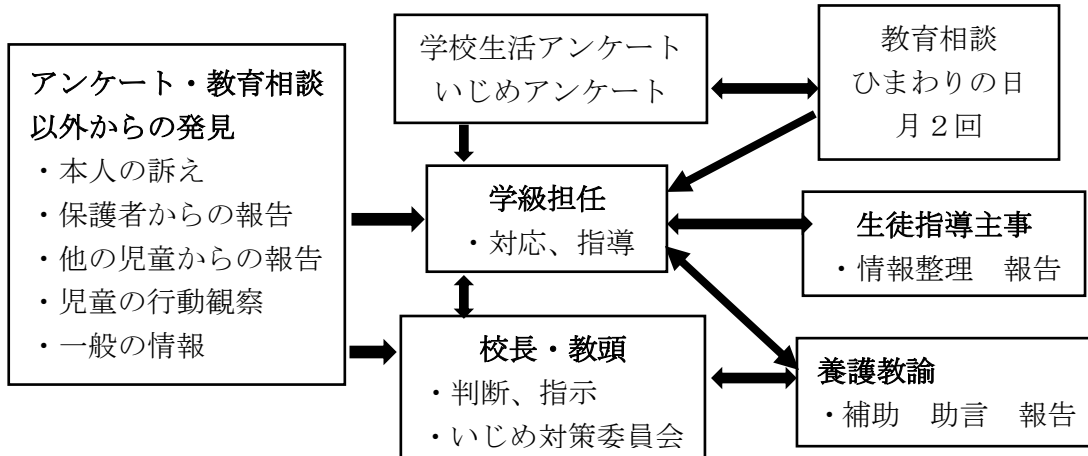 アンケート・教育相談
以外からの発見
・本人の訴え
・保護者からの報告
・他の児童からの報告
・児童の行動観察
・一般の情報
学校生活アンケート
いじめアンケート
教育相談
ひまわりの日
月２回
学級担任
・対応、指導
生徒指導主事
・情報整理　報告
校長・教頭
・判断、指示
・いじめ対策委員会
養護教諭
・補助　助言　報告